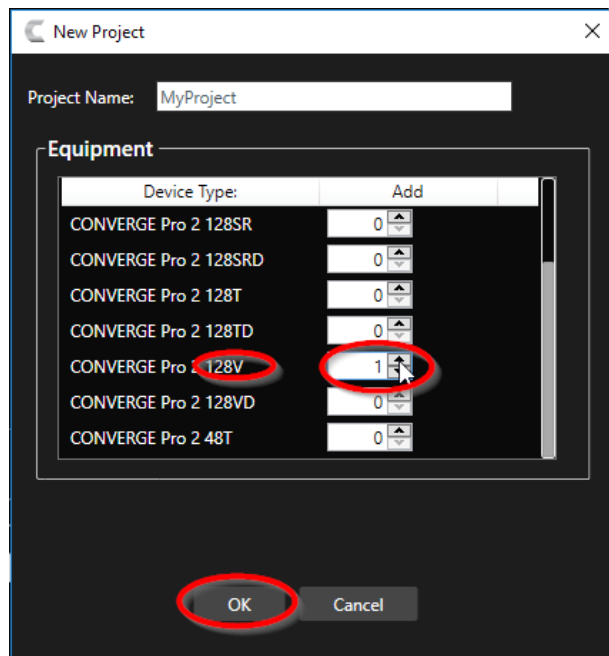 New Project
Project Name: MyProject
Equipment
Device Type: Add
CONVERGE Pro 2 128SR 0
CONVERGE Pro 2 128SRD 0
CONVERGE Pro 2 128T 0
CONVERGE Pro 2 128TD 0
CONVERGE Pro 2 128V 1
CONVERGE Pro 2 128VD 0
CONVERGE Pro 2 48T 0
OK Cancel